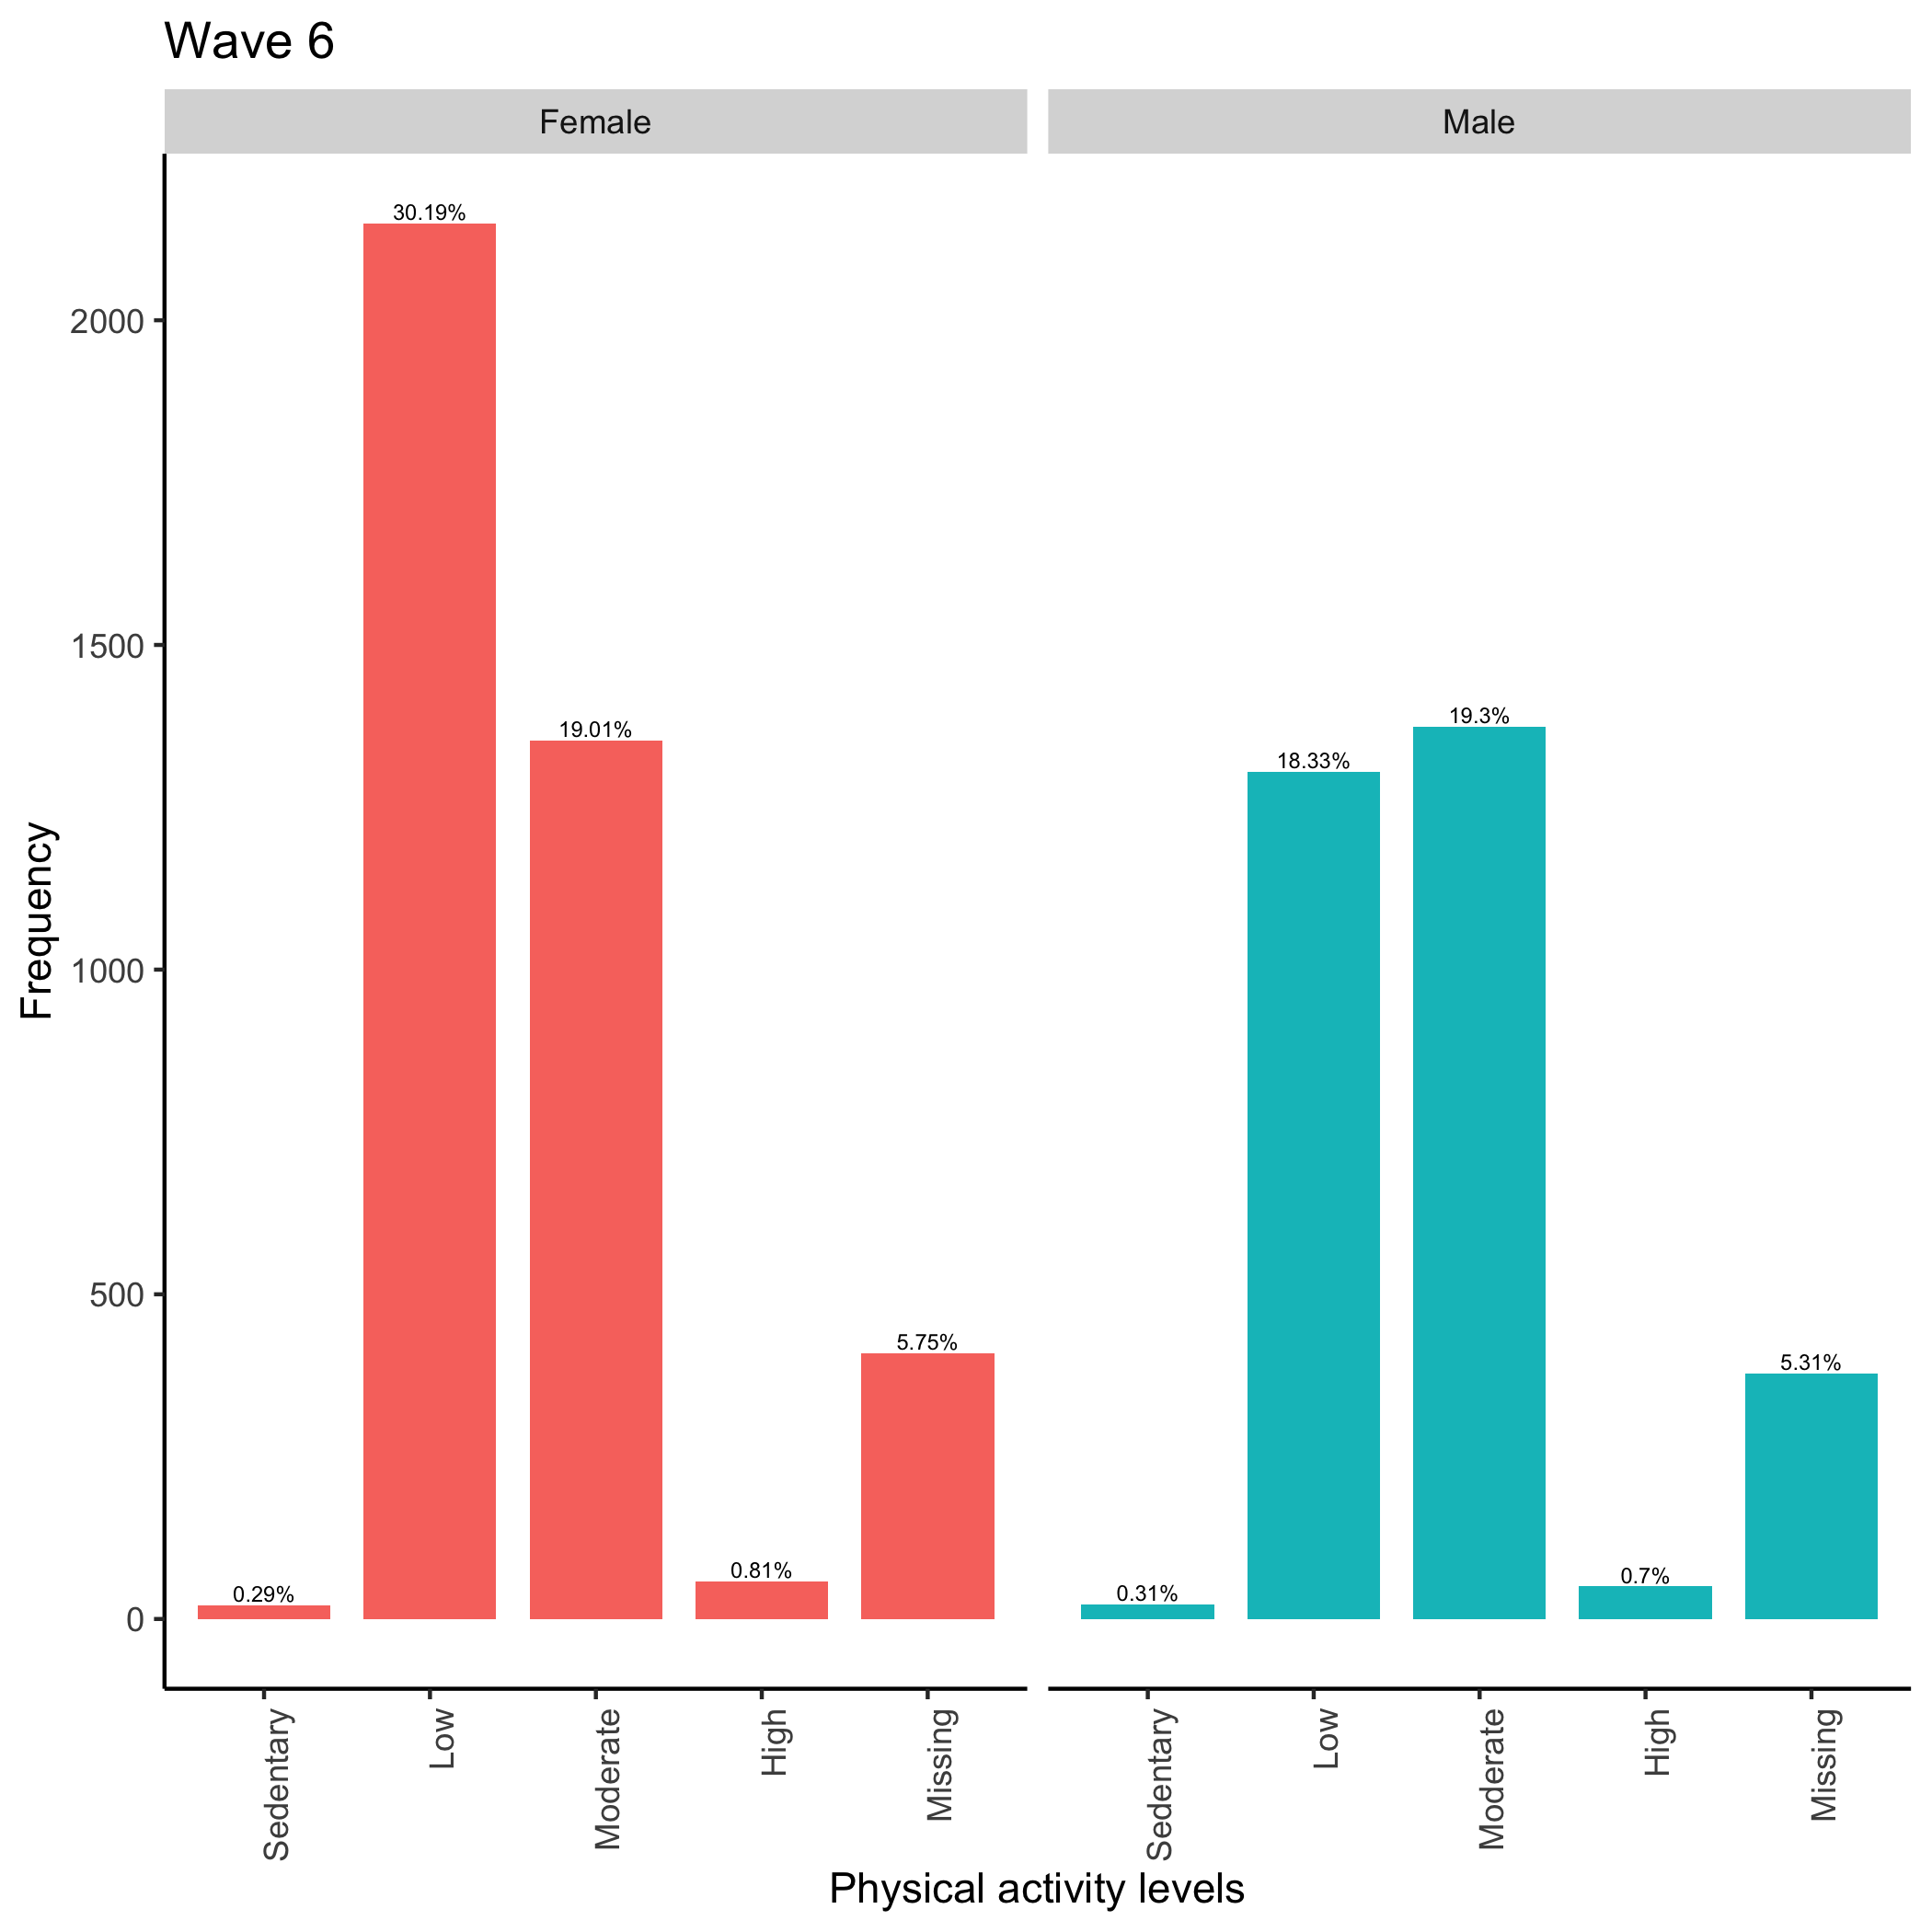 Wave 6
Female
Male
Frequency
2000
1500
1000
500
0
0.29%
30.19%
19.01%
0.81%
5.75%
0.31%
18.33%
19.3%
0.7%
5.31%
Sedentary
Low
Moderate
High
Missing
Sedentary
Low
Moderate
High
Missing
Physical activity levels